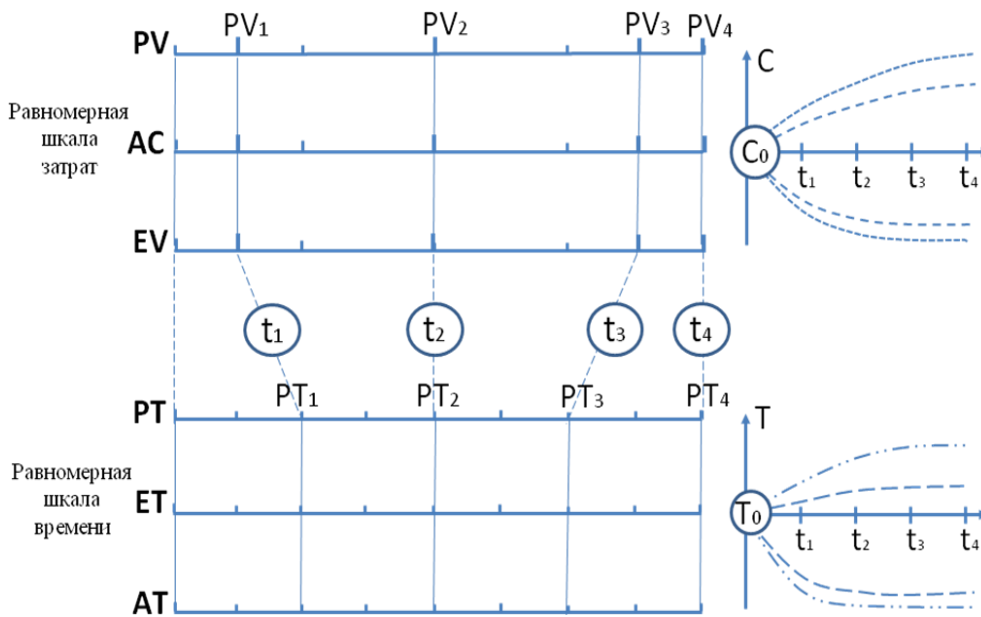 PV₁ PV₂ PV₃ PV₄
PV
C
Равномерная
шкала
затрат
AC
C₀
t₁ t₂ t₃ t₄
EV
t₁ t₂ t₃ t₄
PT₁ PT₂ PT₃ PT₄
PT
T
Равномерная
шкала
времени
ET
T₀
t₁ t₂ t₃ t₄
AT